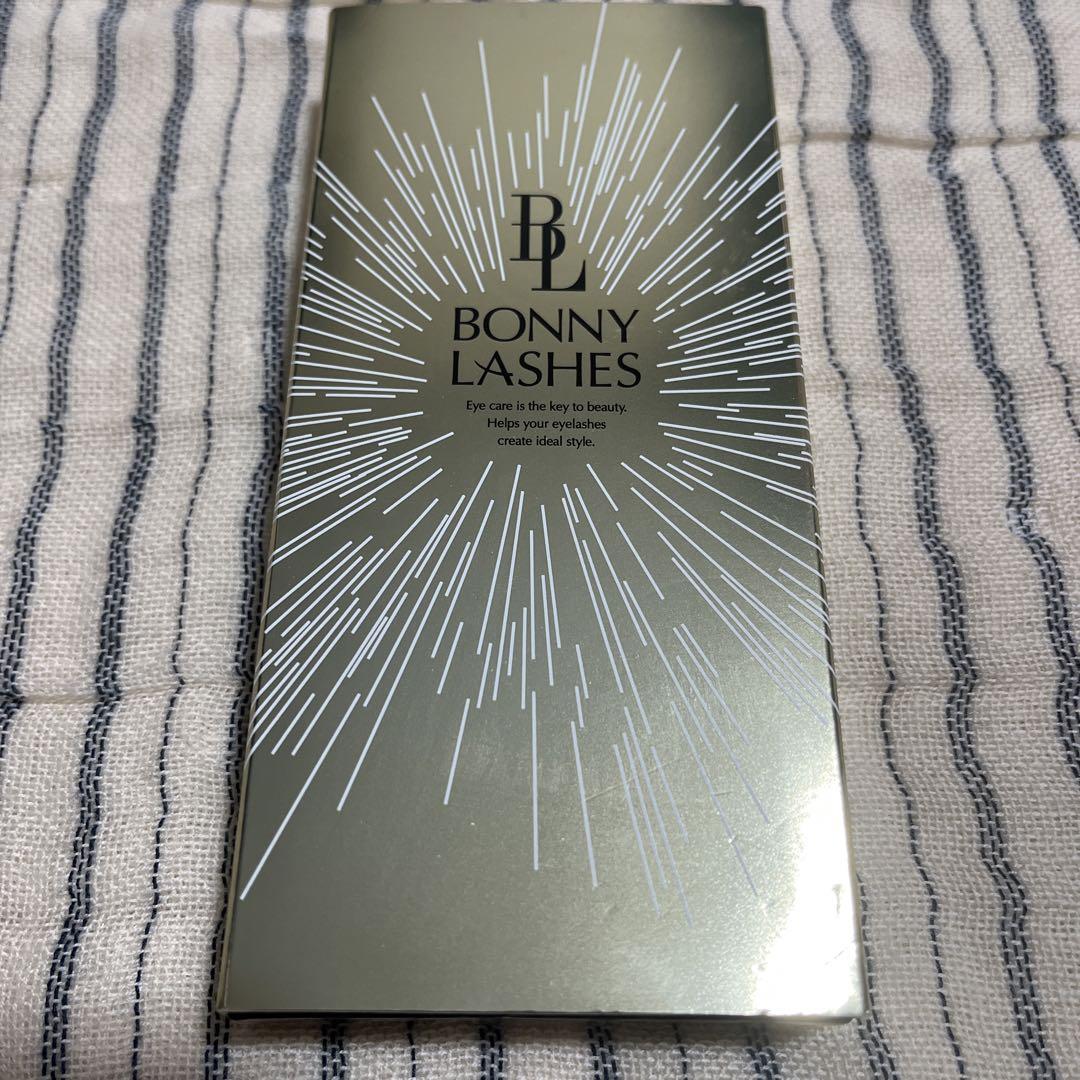 BL
BONNY
LASHES
Eye care is the key to beauty.
Helps your eyelashes
create ideal style.